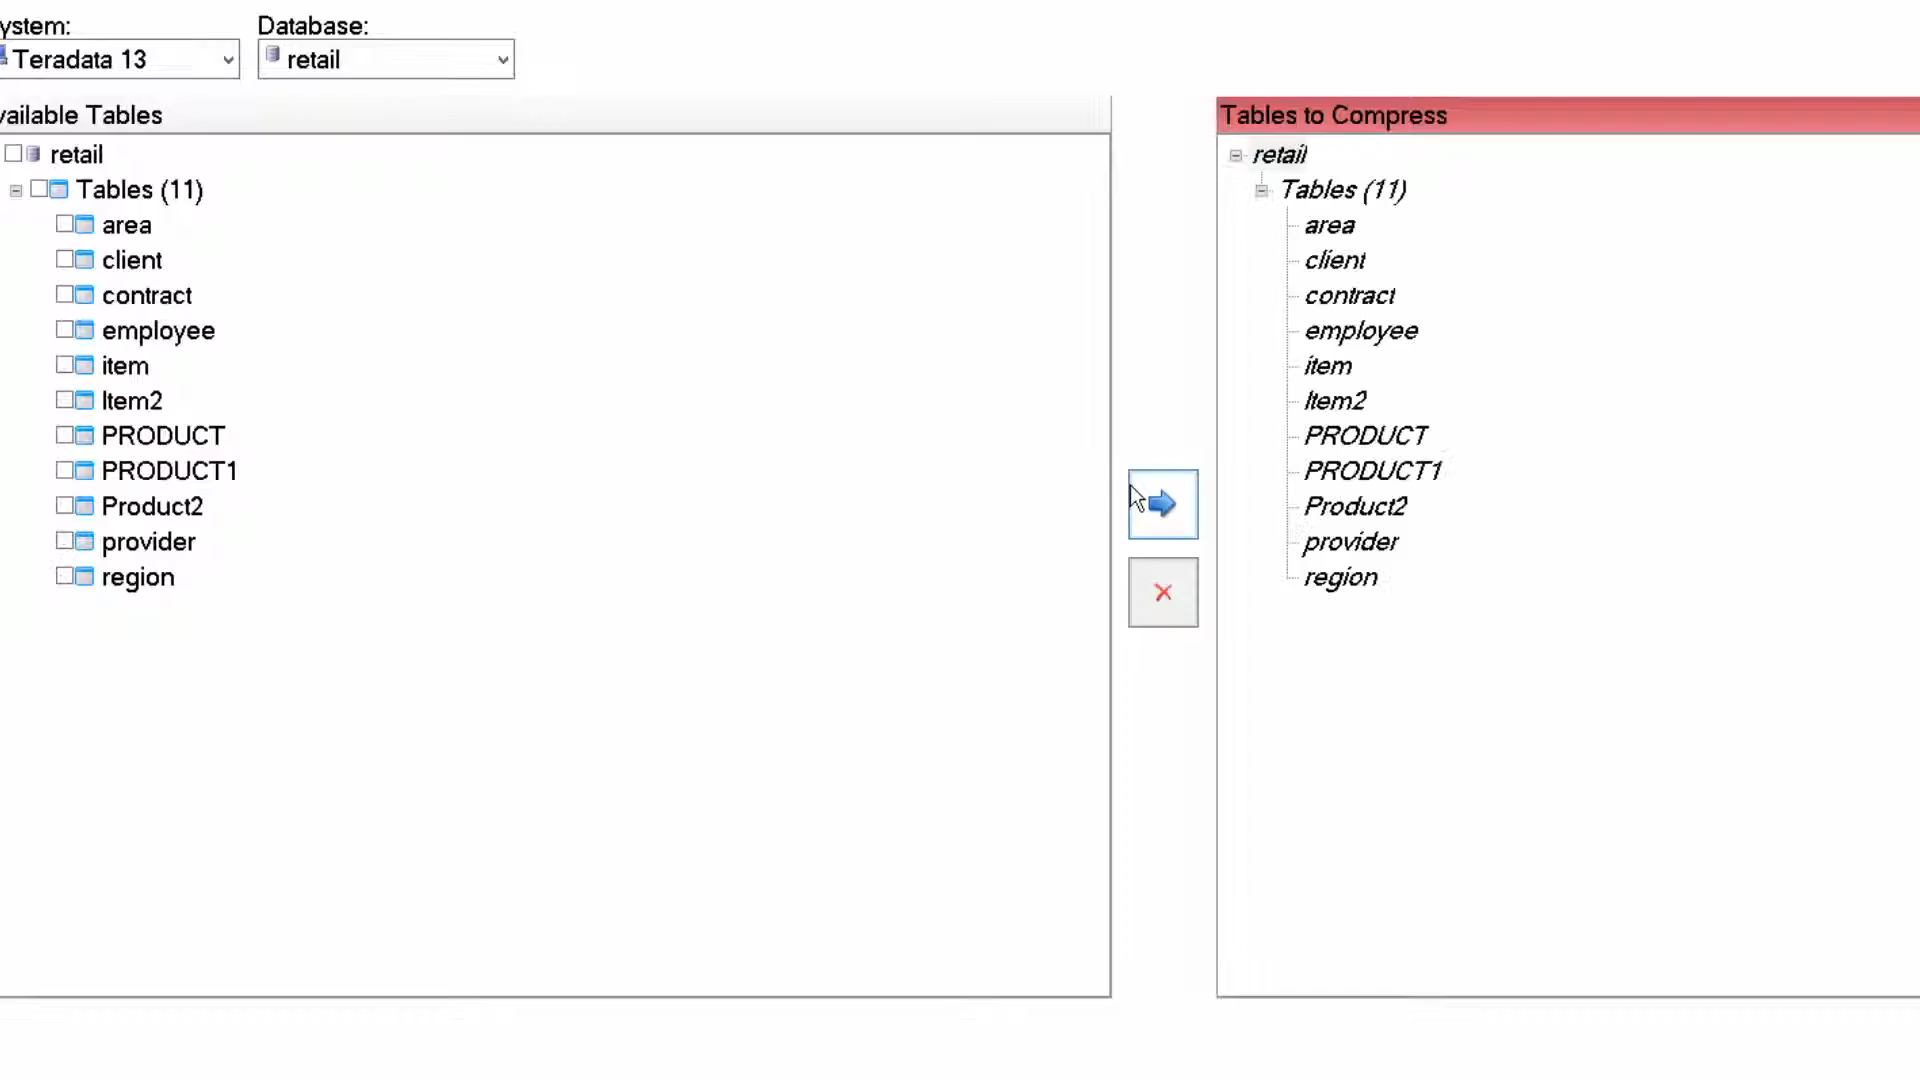 ystem:
Database:
Teradata 13
retail
vailable Tables
retail
Tables (11)
area
client
contract
employee
item
Item2
PRODUCT
PRODUCT1
Product2
provider
region
Tables to Compress
retail
Tables (11)
area
client
contract
employee
item
Item2
PRODUCT
PRODUCT1
Product2
provider
region